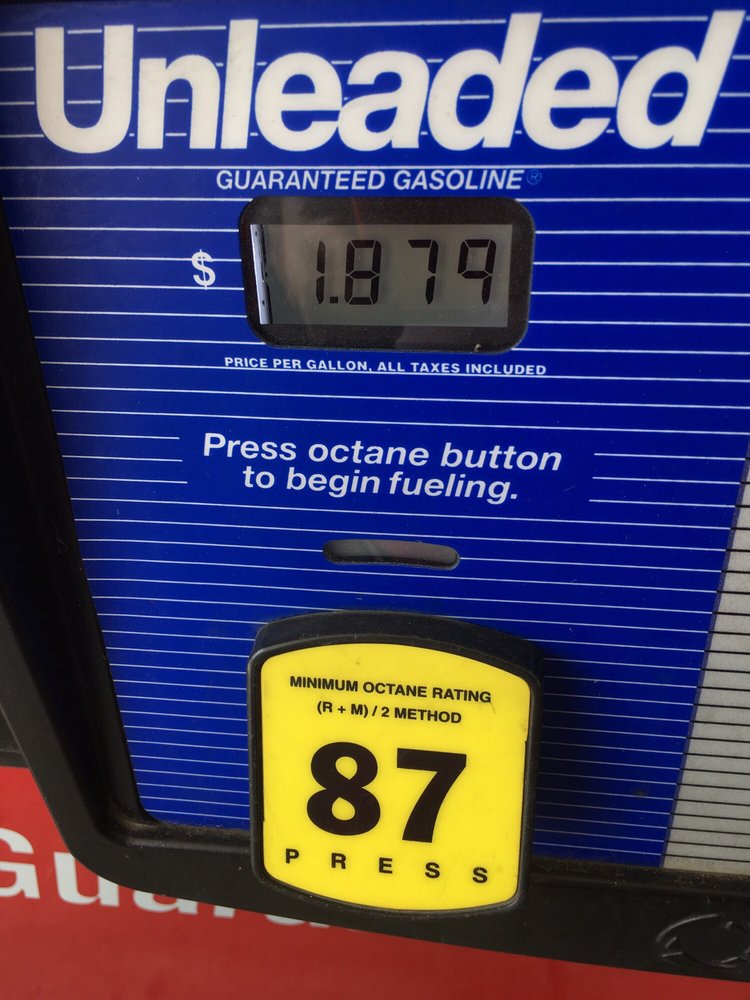 Unleaded
GUARANTEED GASOLINE®
$ 1.879
PRICE PER GALLON, ALL TAXES INCLUDED
Press octane button
to begin fueling.
MINIMUM OCTANE RATING
(R + M) / 2 METHOD
87
PRESS